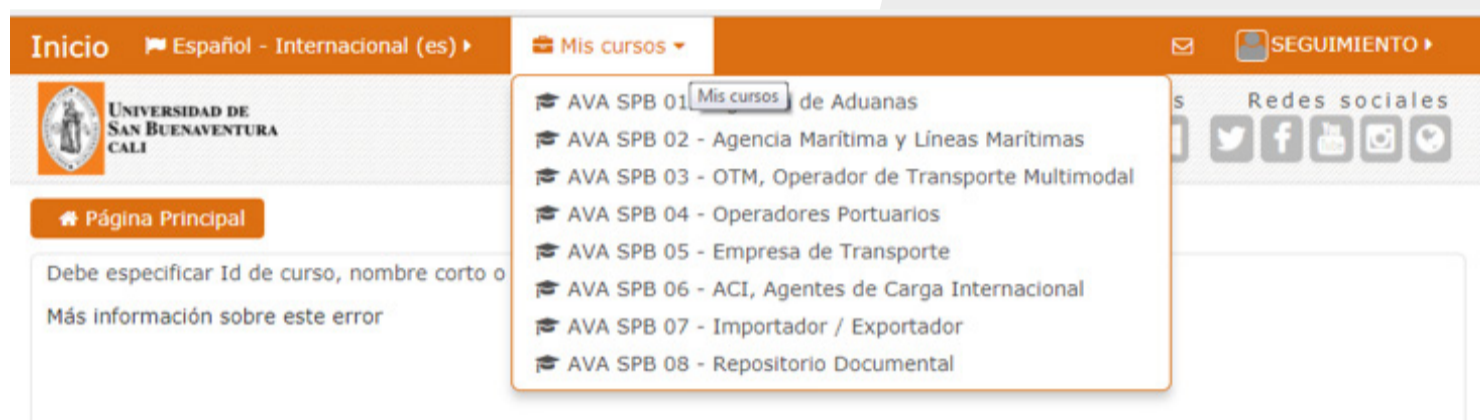 Inicio Español - Internacional (es) Mis cursos SEGUIMIENTO
UNIVERSIDAD DE
SAN BUENAVENTURA
CALI
Mis cursos
AVA SPB 01 de Aduanas
AVA SPB 02 - Agencia Marítima y Líneas Marítimas
AVA SPB 03 - OTM, Operador de Transporte Multimodal
AVA SPB 04 - Operadores Portuarios
AVA SPB 05 - Empresa de Transporte
AVA SPB 06 - ACI, Agentes de Carga Internacional
AVA SPB 07 - Importador / Exportador
AVA SPB 08 - Repositorio Documental
s Redes sociales
Página Principal
Debe especificar Id de curso, nombre corto o
Más información sobre este error